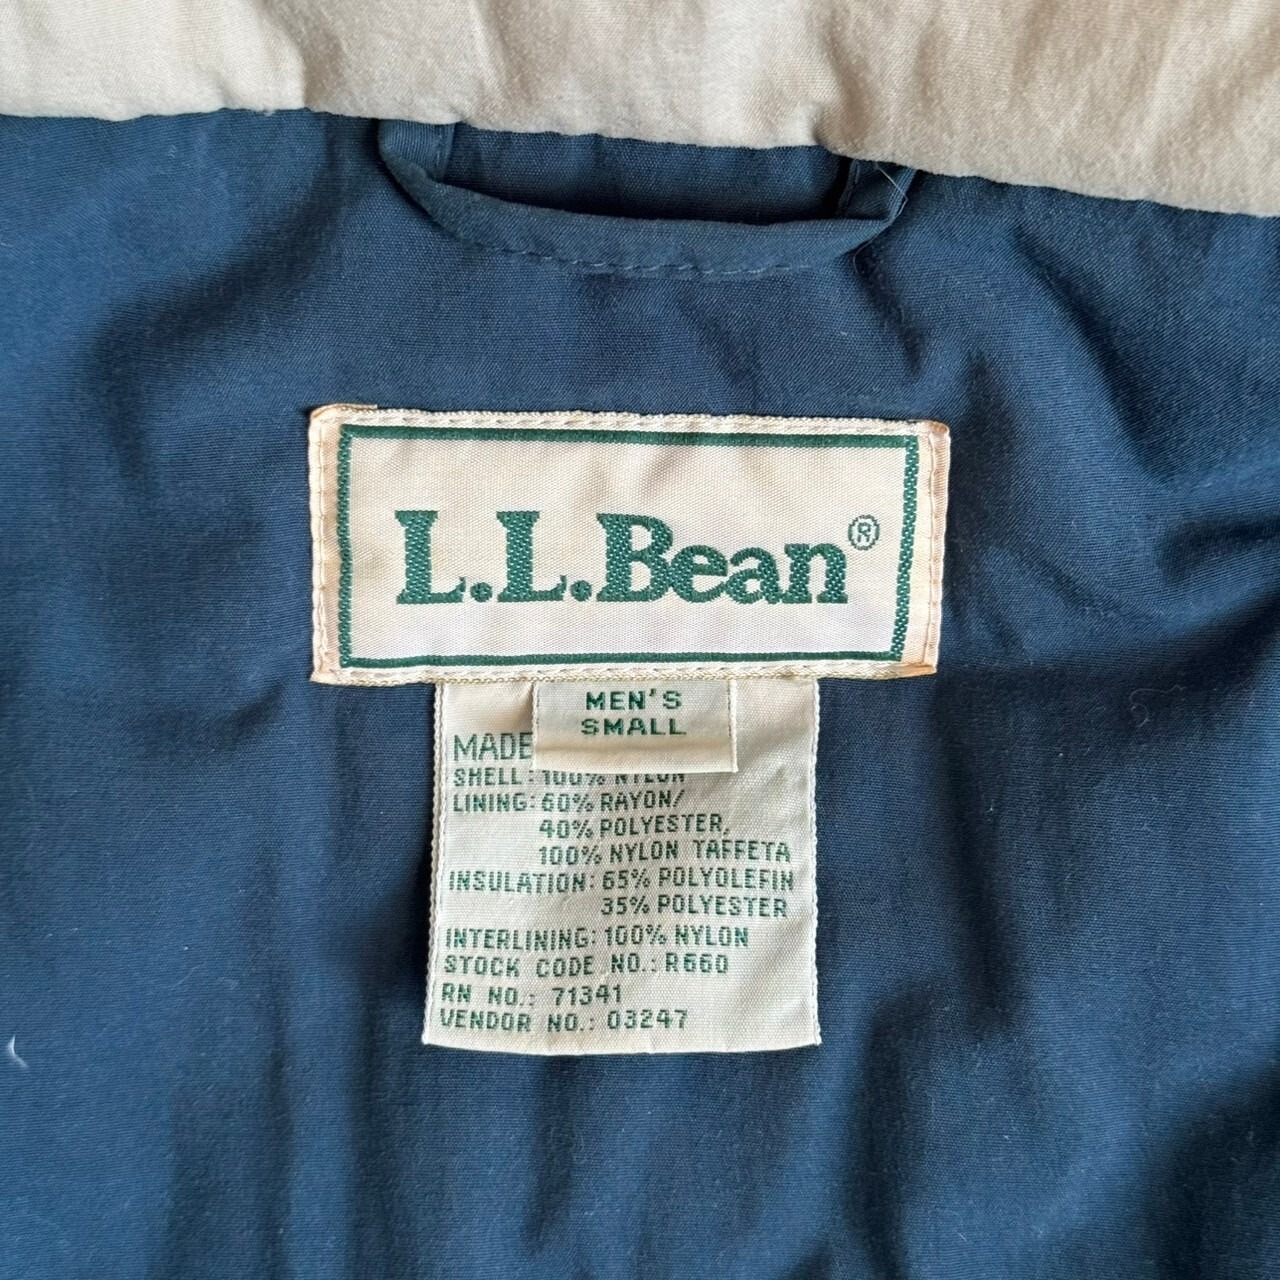 L.L.Bean®
MEN'S
SMALL
MADE
SHELL: 100% NYLON
LINING: 60% RAYON/
40% POLYESTER,
100% NYLON TAFFETA
INSULATION: 65% POLYOLEFIN
35% POLYESTER
INTERLINING: 100% NYLON
STOCK CODE NO.: R660
RN NO.: 71341
VENDOR NO.: 03247